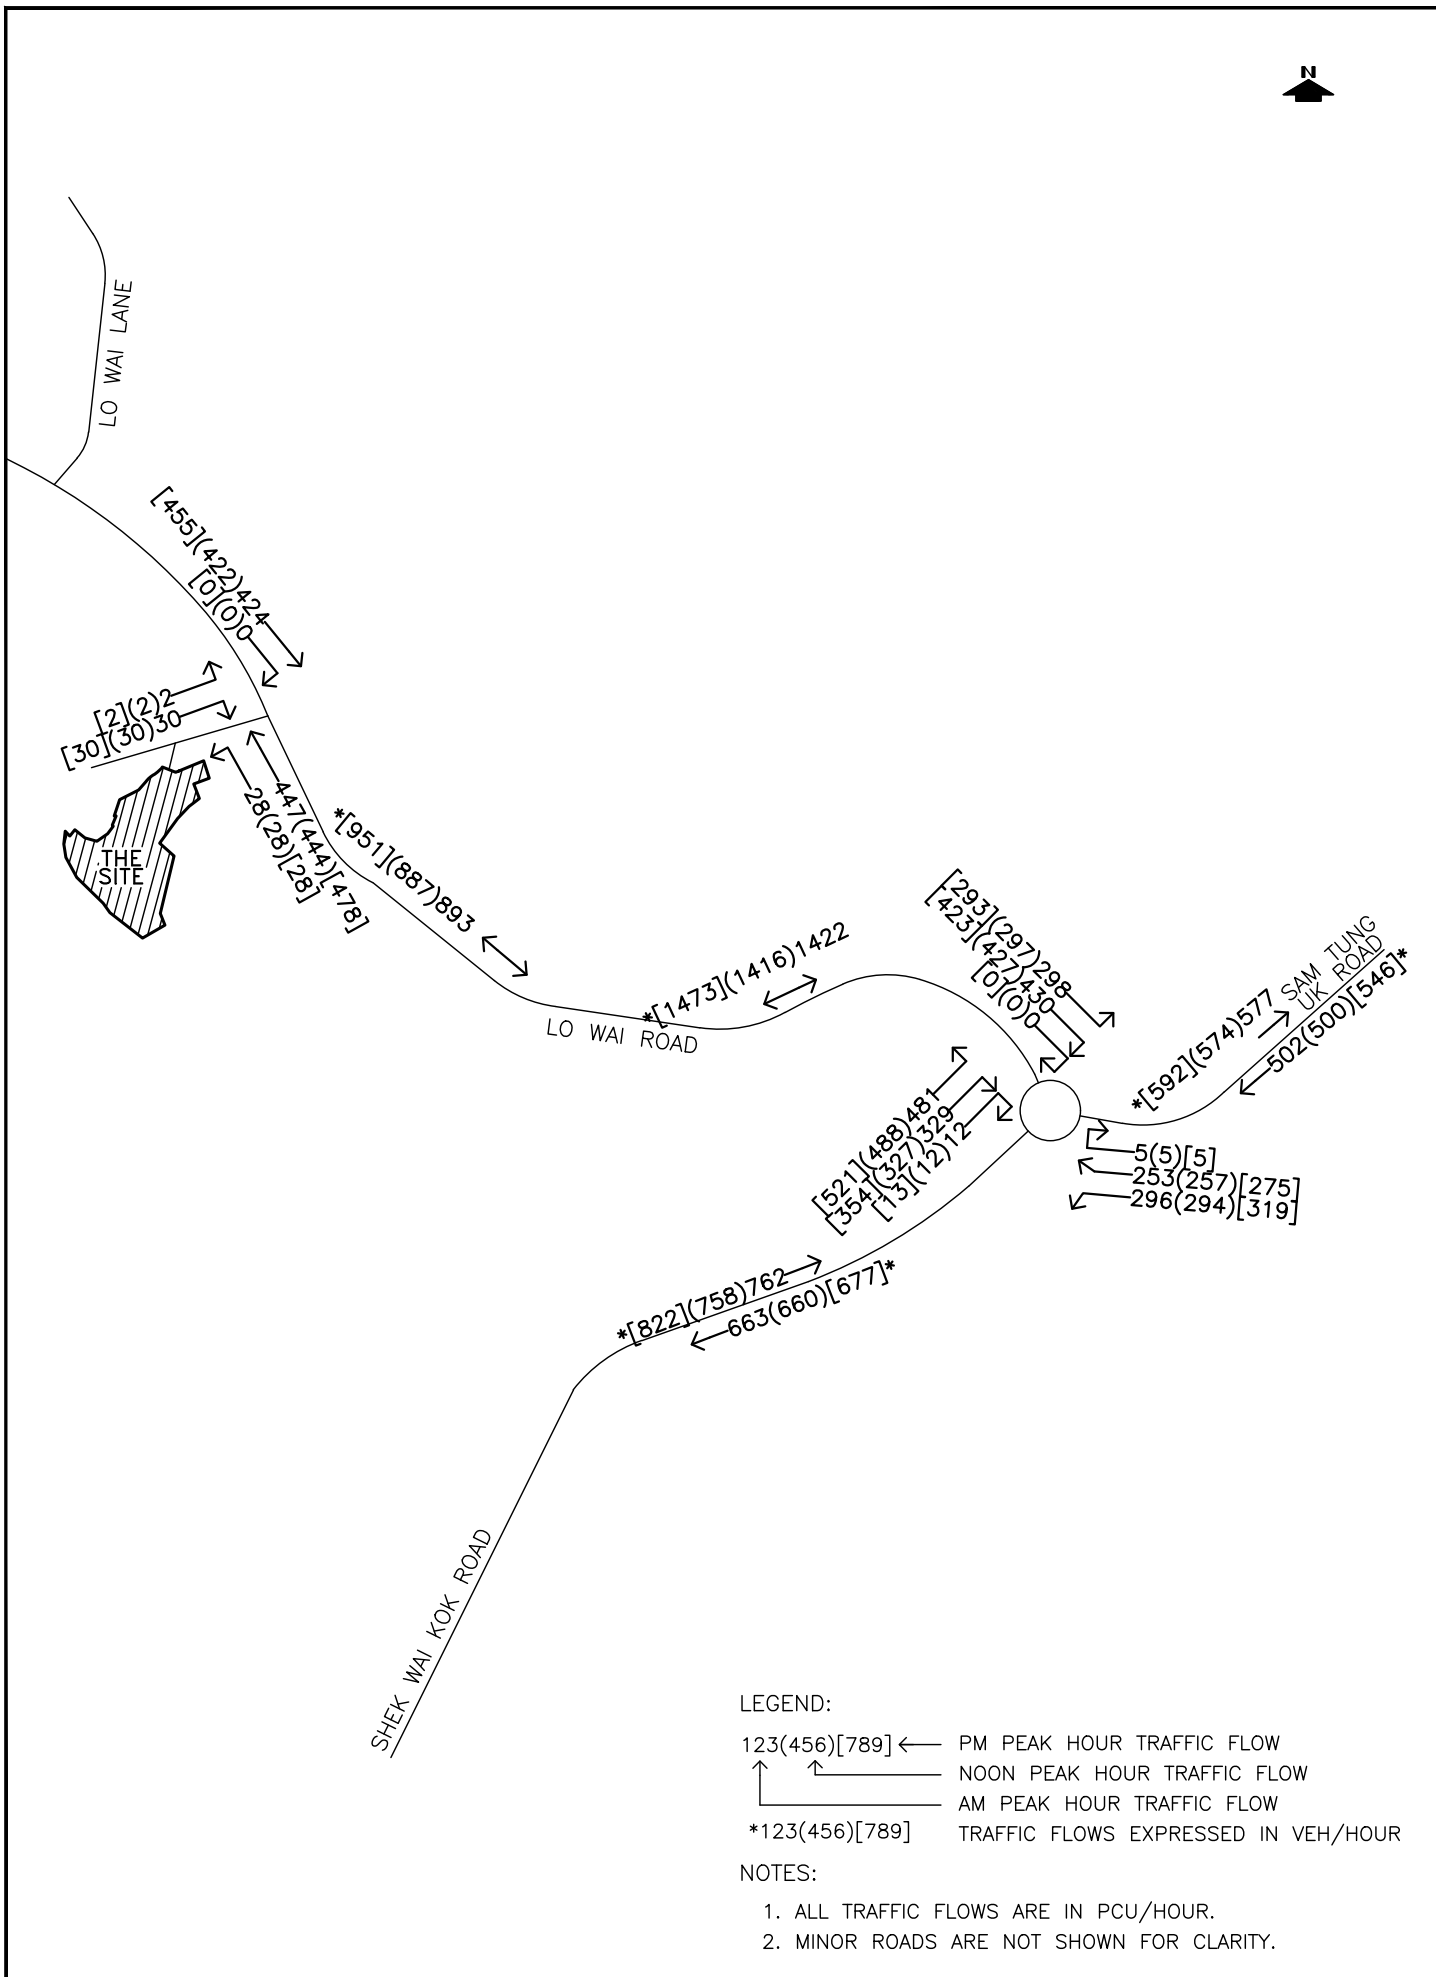 N
LO WAI LANE
[455](422)424
[0](0)0
[2](2)2
[30](30)30
THE
SITE
447(444)[478]
28(28)[28]
*[951](887)893
*[1473](1416)1422
LO WAI ROAD
[293](297)298
[423](427)430
[0](0)0
SAM TUNG
UK ROAD
*[592](574)577
502(500)[546]*
[521](488)481
[354](327)329
[13](12)12
5(5)[5]
253(257)[275]
296(294)[319]
*[822](758)762
663(660)[677]*
SHEK WAI KOK ROAD
LEGEND:
123(456)[789] PM PEAK HOUR TRAFFIC FLOW
NOON PEAK HOUR TRAFFIC FLOW
AM PEAK HOUR TRAFFIC FLOW
*123(456)[789] TRAFFIC FLOWS EXPRESSED IN VEH/HOUR
NOTES:
1. ALL TRAFFIC FLOWS ARE IN PCU/HOUR.
2. MINOR ROADS ARE NOT SHOWN FOR CLARITY.